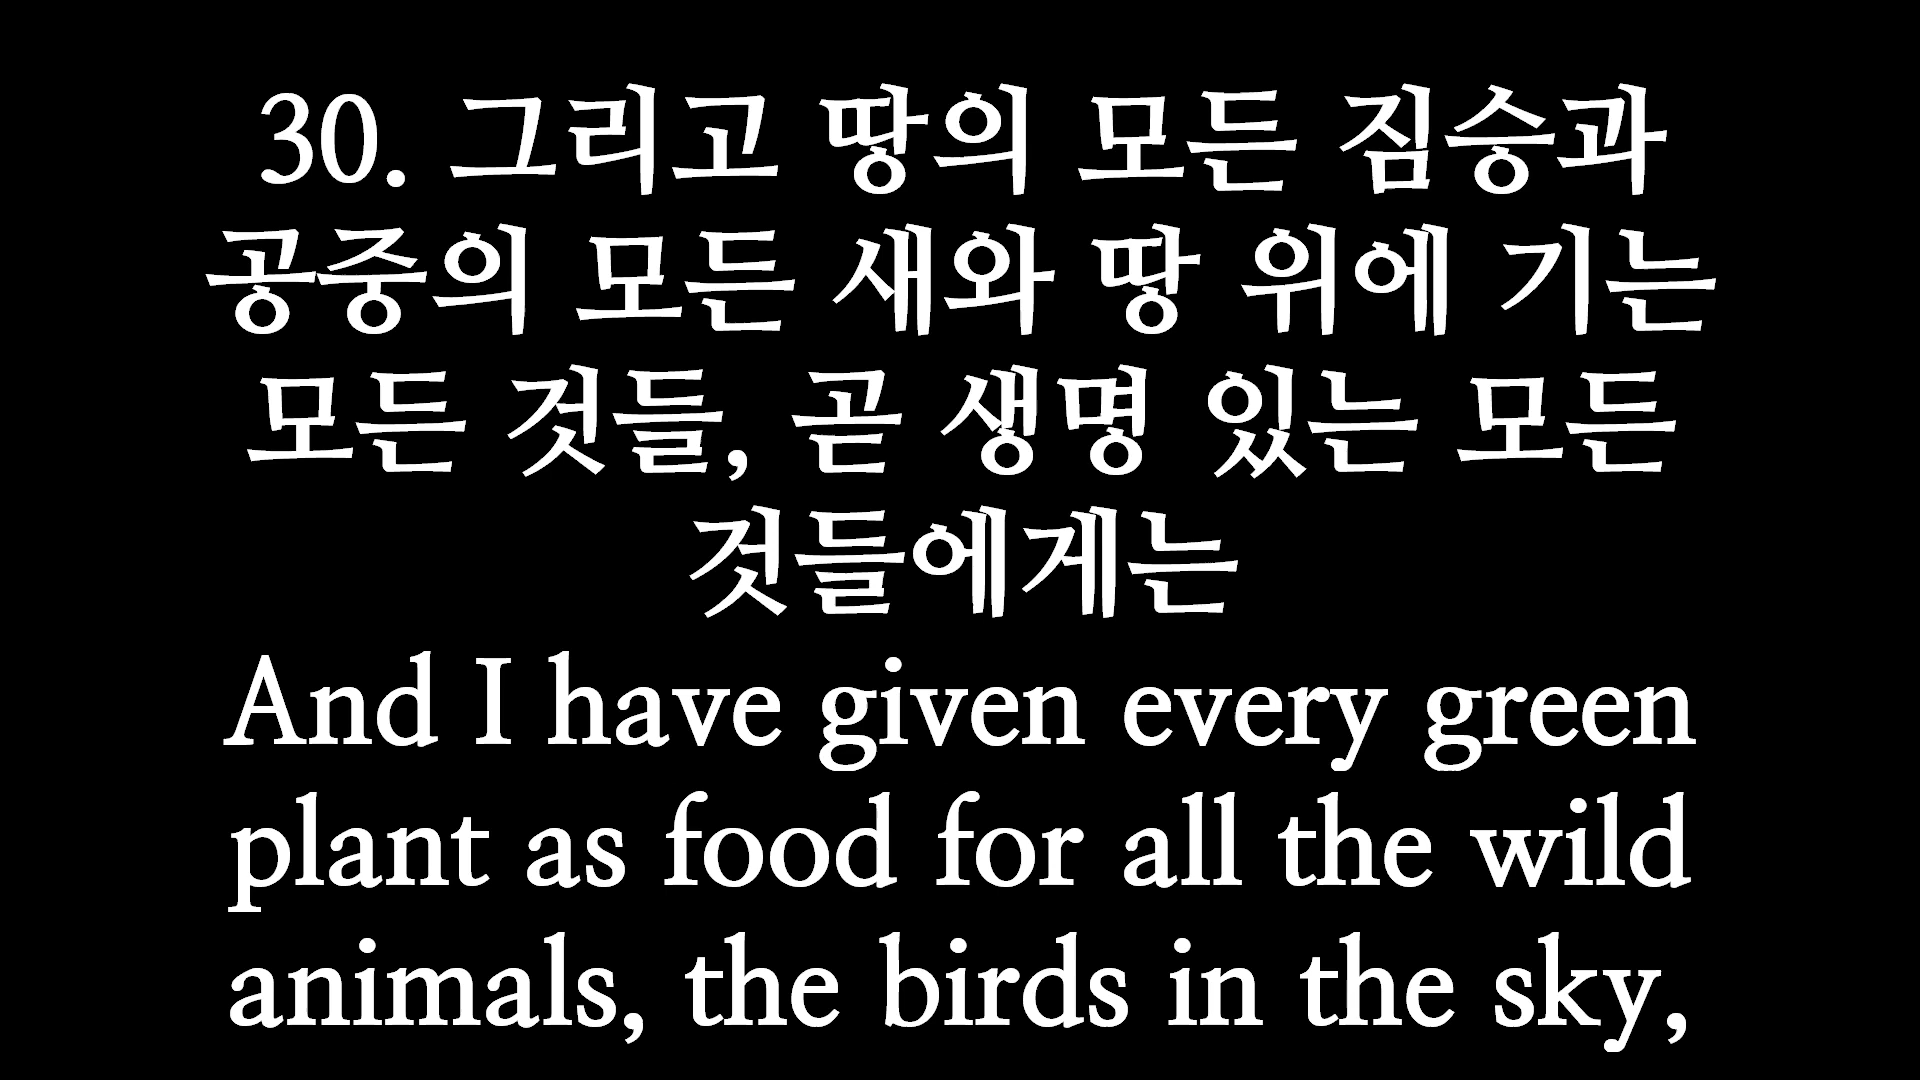 30. 그리고 땅의 모든 짐승과
공중의 모든 새와 땅 위에 기는
모든 것들, 곧 생명 있는 모든
것들에게는
And I have given every green
plant as food for all the wild
animals, the birds in the sky,